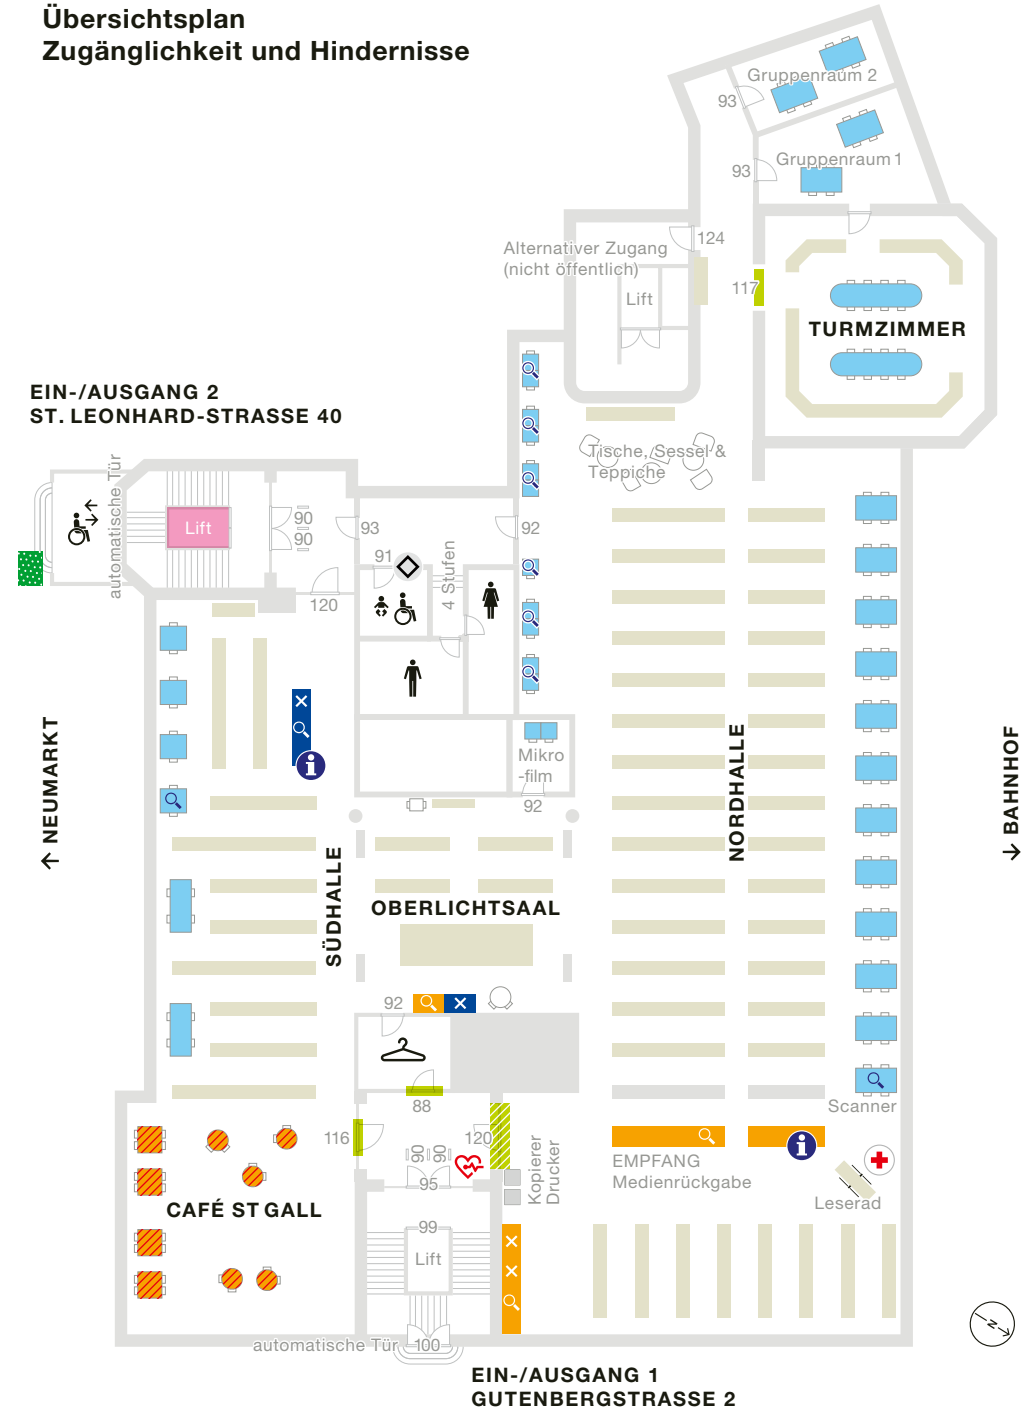 Übersichtsplan
Zugänglichkeit und Hindernisse
Gruppenraum 2
93
Gruppenraum 1
93
124
Alternativer Zugang
(nicht öffentlich)
Lift
117
TURMZIMMER
EIN-/AUSGANG 2
ST. LEONHARD-STRASSE 40
Tische, Sessel &
Teppiche
automatische Tür
Lift
90
90
93
92
91
4 Stufen
120
← NEUMARKT
i
Mikro
-film
92
NORDHALLE
→ BAHNHOF
SÜDHALLE
OBERLICHTSAAL
92
88
Scanner
116
120
90
90
95
Kopierer
Drucker
EMPFANG
Medienrückgabe
i
Leserad
CAFÉ ST GALL
99
Lift
N
automatische Tür
100
EIN-/AUSGANG 1
GUTENBERGSTRASSE 2